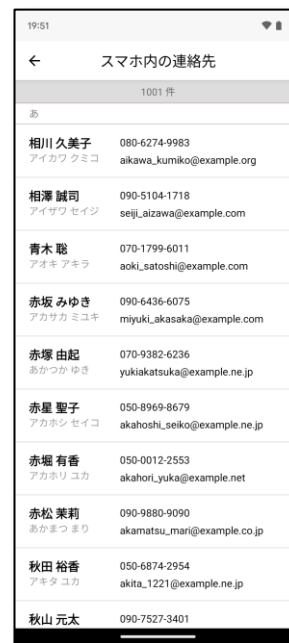 19:51
スマホ内の連絡先
1001 件
あ
相川 久美子 080-6274-9983
アイカワ クミコ aikawa_kumiko@example.org
相澤 誠司 090-5104-1718
アイザワ セイジ seiji_aizawa@example.com
青木 聡 070-1799-6011
アオキ アキラ aoki_satoshi@example.com
赤坂 みゆき 090-6436-6075
アカサカ ミユキ miyuki_akasaka@example.com
赤塚 由起 070-9382-6236
あかつか ゆき yukiakatsuka@example.ne.jp
赤星 聖子 050-8969-8679
アカホシ セイコ akahoshi_seiko@example.ne.jp
赤堀 有香 050-0012-2553
アカホリ ユカ akahori_yuka@example.net
赤松 茉莉 090-9880-9090
あかまつ まり akamatsu_mari@example.co.jp
秋田 裕香 050-6874-2954
アキタ ユカ akita_1221@example.ne.jp
秋山 元太 090-7527-3401